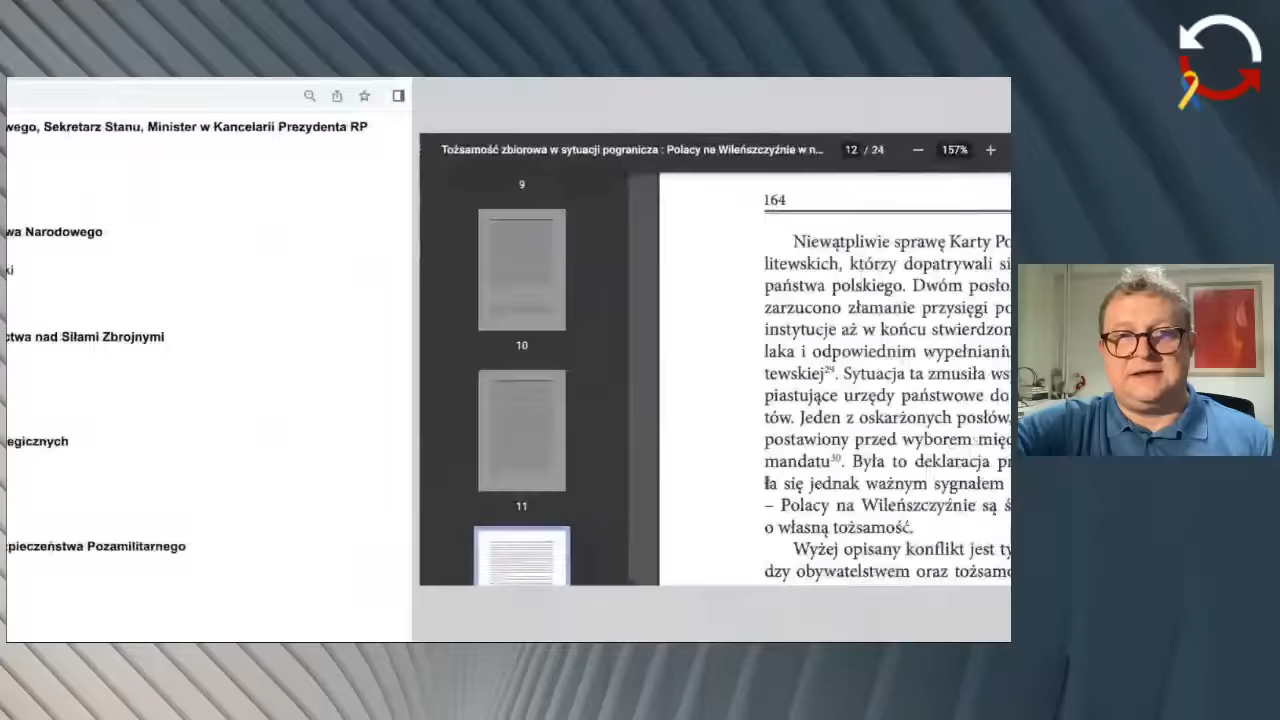 wego, Sekretarz Stanu, Minister w Kancelarii Prezydenta RP
wa Narodowego
ki
ctwa nad Siłami Zbrojnymi
egicznych
pieczeństwa Pozamilitarnego
Tożsamość zbiorowa w sytuacji pogranicza : Polacy na Wileńszczyźnie w n...
12 / 24
157%
9
10
11
164
Niewątpliwie sprawę Karty Po
litewskich, którzy dopatrywali si
państwa polskiego. Dwóm posło
zarzucono złamanie przysięgi po
instytucje aż w końcu stwierdzon
laka i odpowiednim wypełnianiu
tewskiej²⁹. Sytuacja ta zmusiła ws
piastujące urzędy państwowe do
tów. Jeden z oskarżonych posłów,
postawiony przed wyborem międ
mandatu³⁰. Była to deklaracja pr
ła się jednak ważnym sygnałem
– Polacy na Wileńszczyźnie są ś
o własną tożsamość.
Wyżej opisany konflikt jest ty
dzy obywatelstwem oraz tożsamo